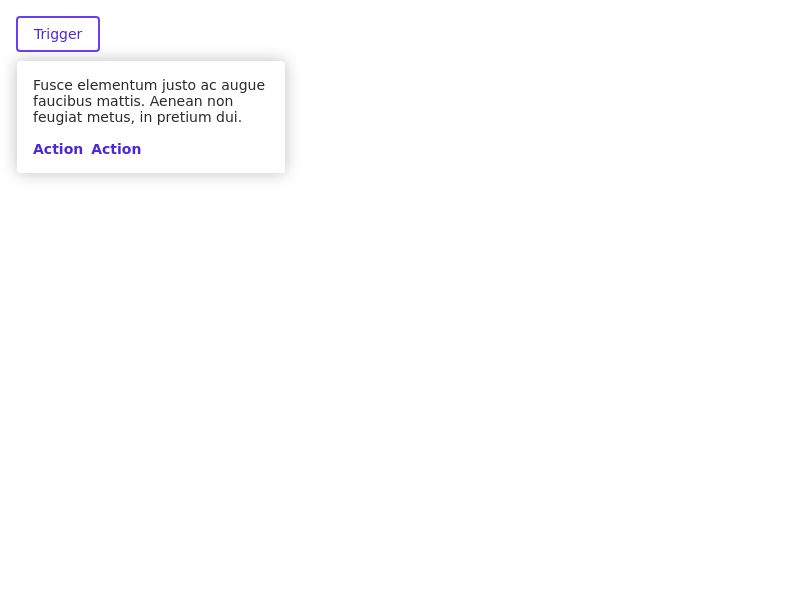 Trigger
Fusce elementum justo ac augue
faucibus mattis. Aenean non
feugiat metus, in pretium dui.
Action Action